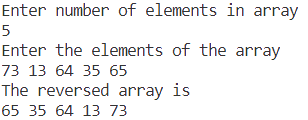 Enter number of elements in array
5
Enter the elements of the array
73 13 64 35 65
The reversed array is
65 35 64 13 73